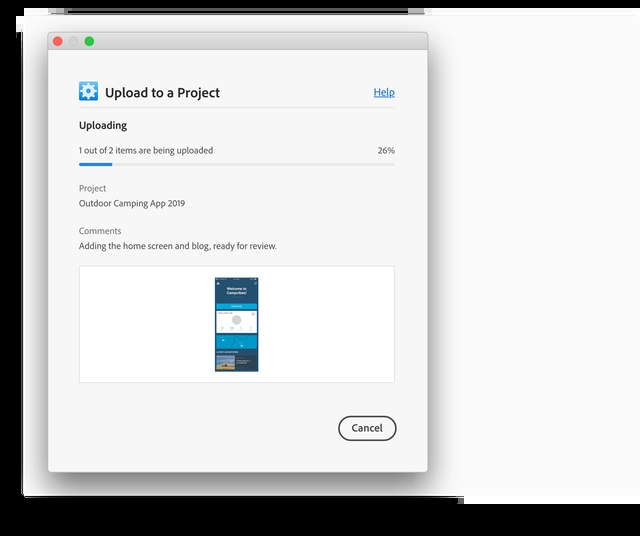 Upload to a Project
Help
Uploading
1 out of 2 items are being uploaded
26%
Project
Outdoor Camping App 2019
Comments
Adding the home screen and blog, ready for review.
Welcome to
Cancel